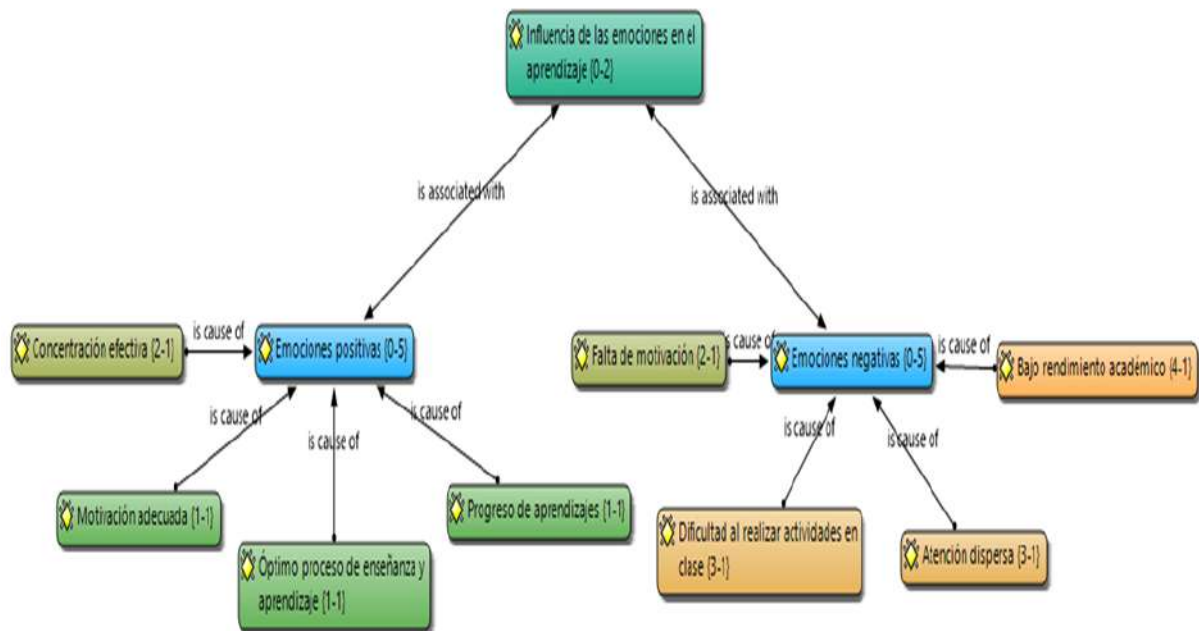 Influencia de las emociones en el
aprendizaje {0-2}
is associated with
is associated with
Concentración efectiva {2-1}
is cause of
Emociones positivas {0-5}
Falta de motivación {2-1}
is cause of
Emociones negativas {0-5}
is cause of
Bajo rendimiento académico {4-1}
is cause of
is cause of
is cause of
is cause of
is cause of
Motivación adecuada {1-1}
Óptimo proceso de enseñanza y
aprendizaje {1-1}
Progreso de aprendizajes {1-1}
Dificultad al realizar actividades en
clase {3-1}
Atención dispersa {3-1}